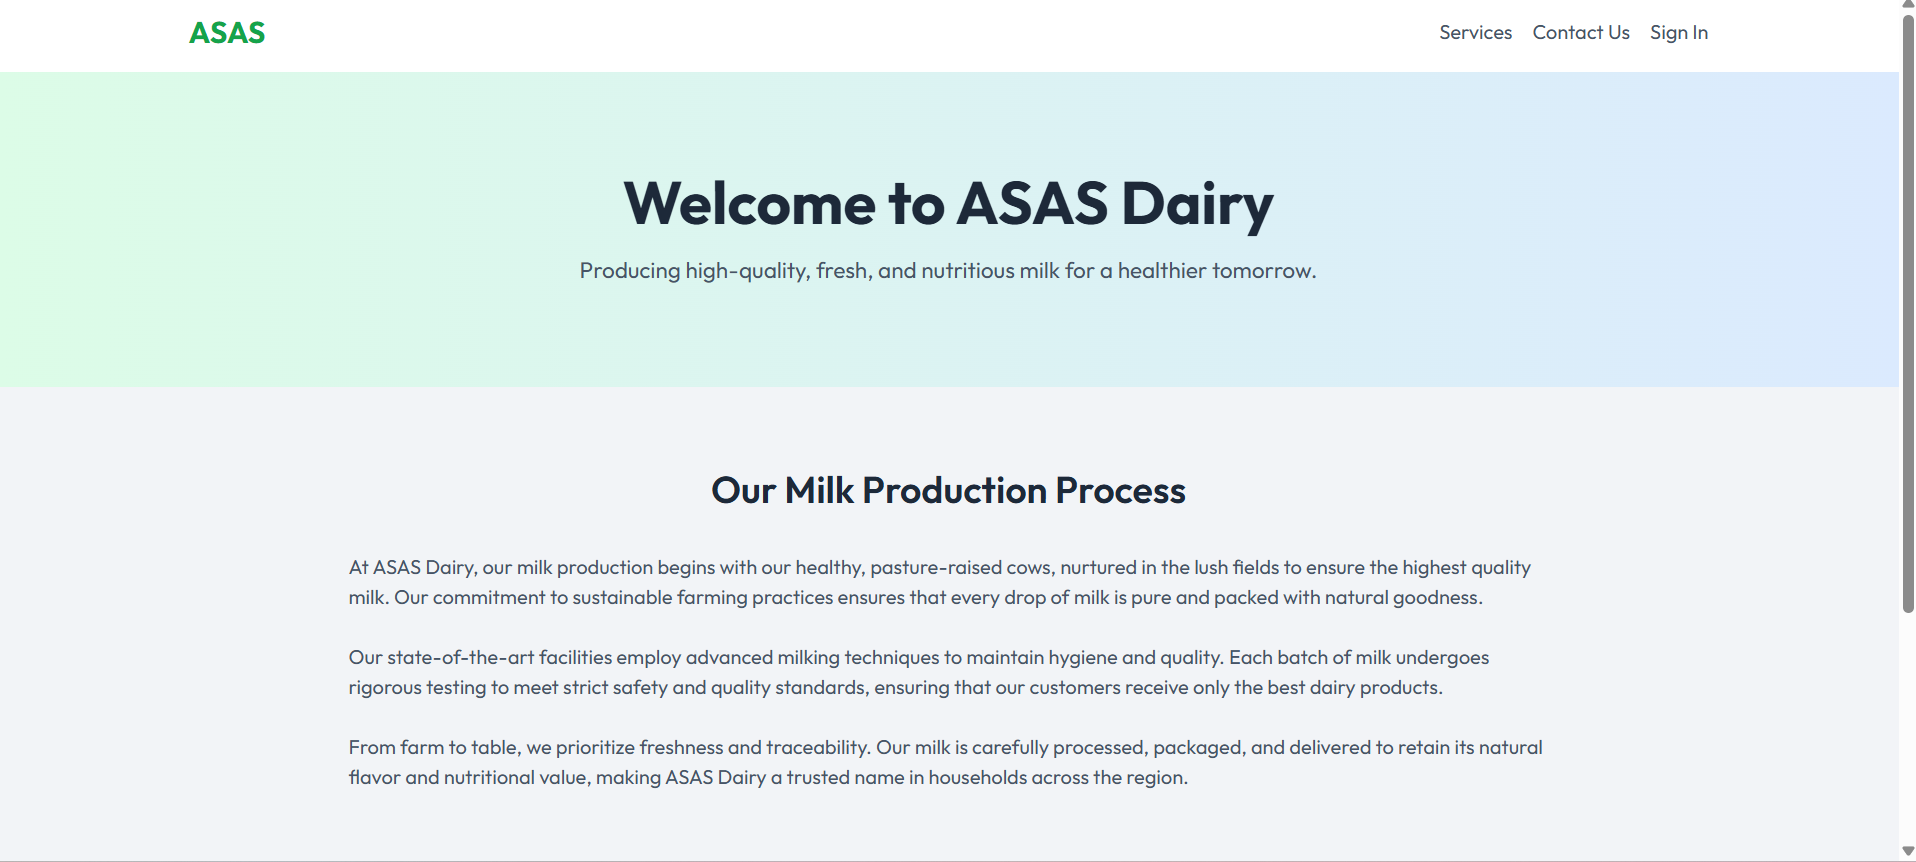 ASAS
Services
Contact Us
Sign In
Welcome to ASAS Dairy
Producing high-quality, fresh, and nutritious milk for a healthier tomorrow.
Our Milk Production Process
At ASAS Dairy, our milk production begins with our healthy, pasture-raised cows, nurtured in the lush fields to ensure the highest quality
milk. Our commitment to sustainable farming practices ensures that every drop of milk is pure and packed with natural goodness.
Our state-of-the-art facilities employ advanced milking techniques to maintain hygiene and quality. Each batch of milk undergoes
rigorous testing to meet strict safety and quality standards, ensuring that our customers receive only the best dairy products.
From farm to table, we prioritize freshness and traceability. Our milk is carefully processed, packaged, and delivered to retain its natural
flavor and nutritional value, making ASAS Dairy a trusted name in households across the region.